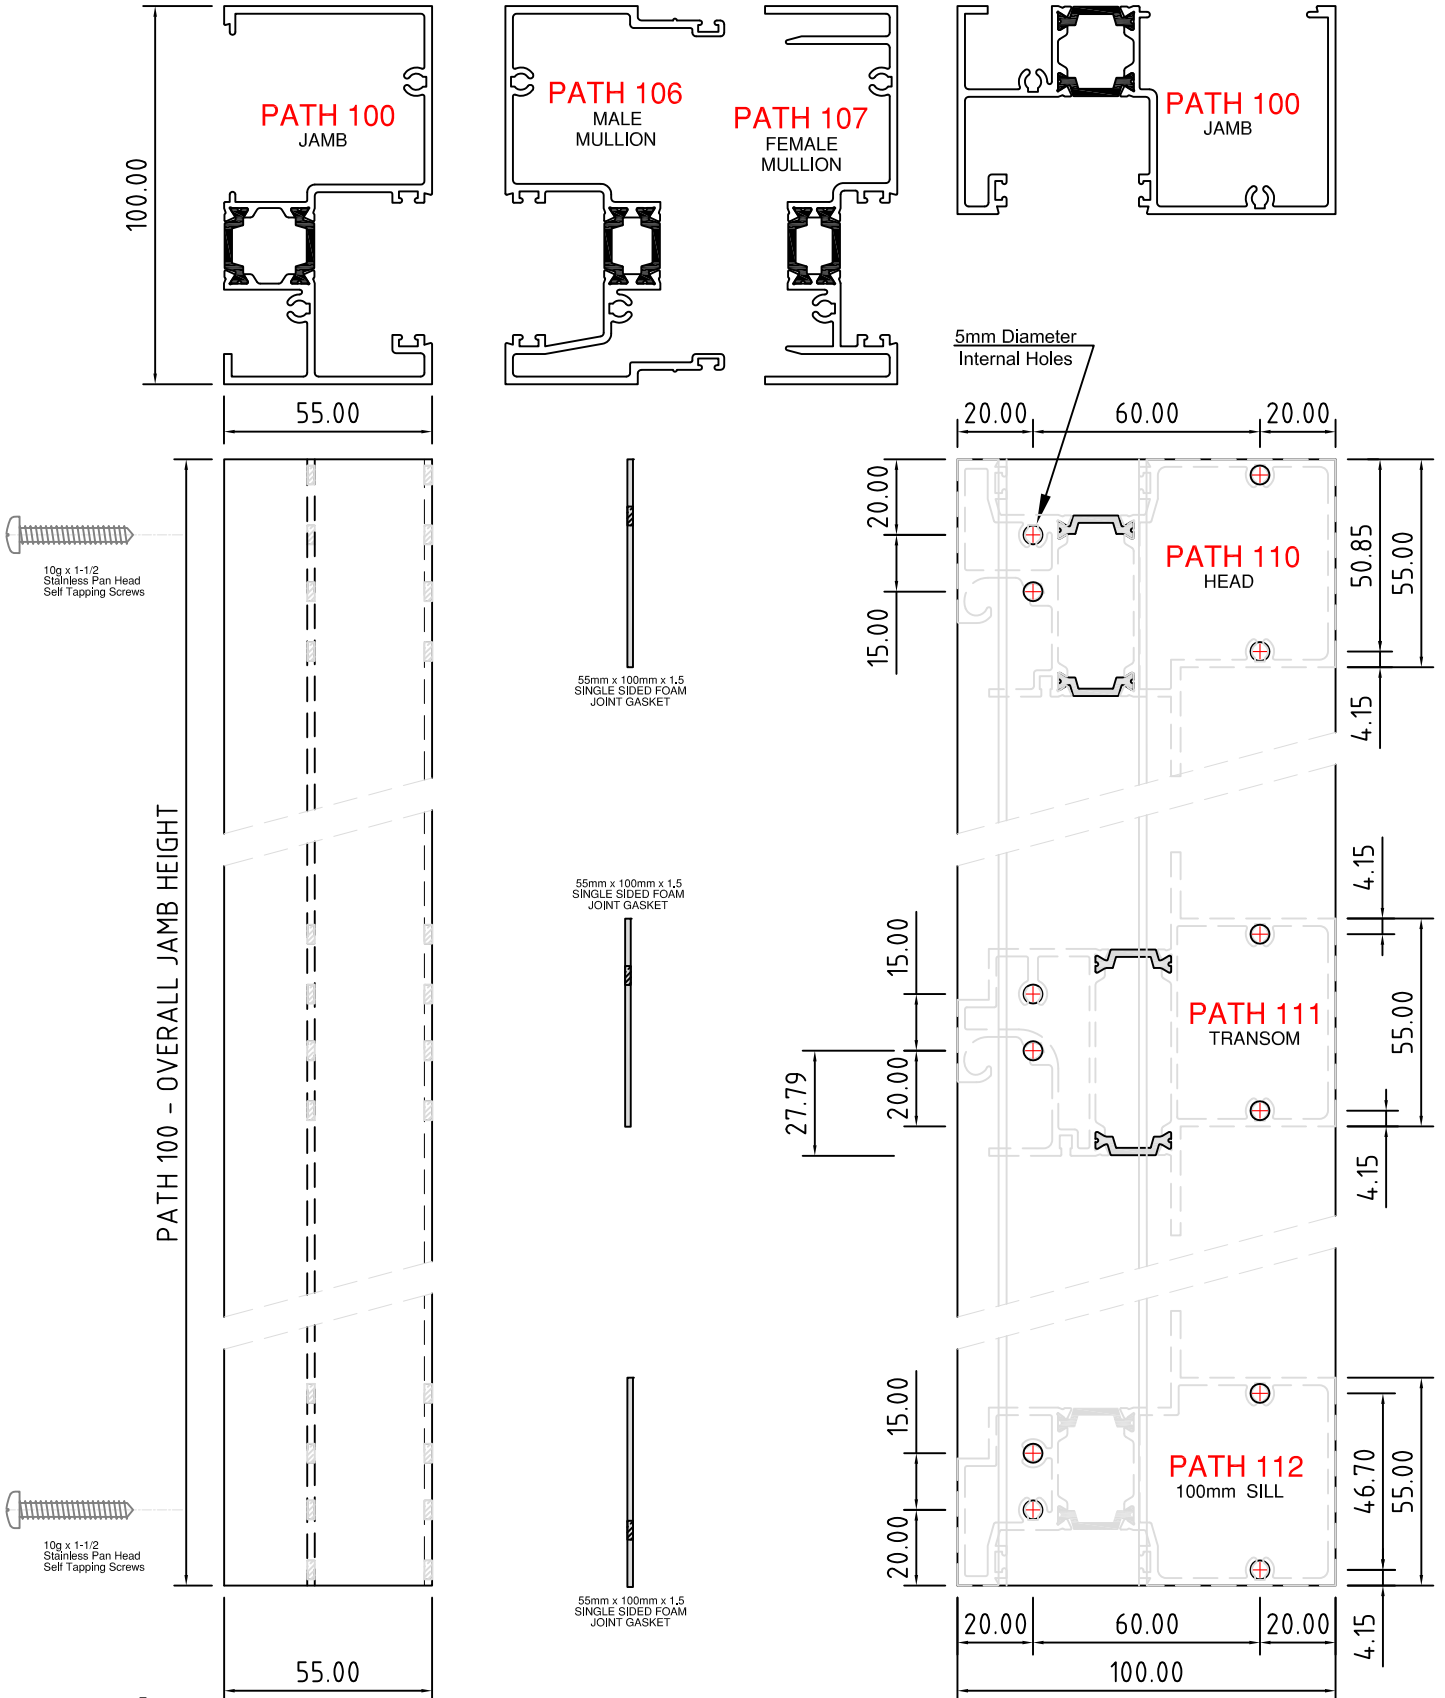 PATH 100
JAMB
PATH 106
MALE
MULLION
PATH 107
FEMALE
MULLION
PATH 100
JAMB
100.00
55.00
5mm Diameter
Internal Holes
20.00
60.00
20.00
20.00
15.00
10g x 1-1/2
Stainless Pan Head
Self Tapping Screws
PATH 110
HEAD
50.85
55.00
4.15
55mm x 100mm x 1.5
SINGLE SIDED FOAM
JOINT GASKET
PATH 100 - OVERALL JAMB HEIGHT
55mm x 100mm x 1.5
SINGLE SIDED FOAM
JOINT GASKET
15.00
20.00
27.79
PATH 111
TRANSOM
4.15
55.00
4.15
15.00
20.00
PATH 112
100mm SILL
46.70
55.00
4.15
10g x 1-1/2
Stainless Pan Head
Self Tapping Screws
55mm x 100mm x 1.5
SINGLE SIDED FOAM
JOINT GASKET
20.00
60.00
20.00
55.00
100.00